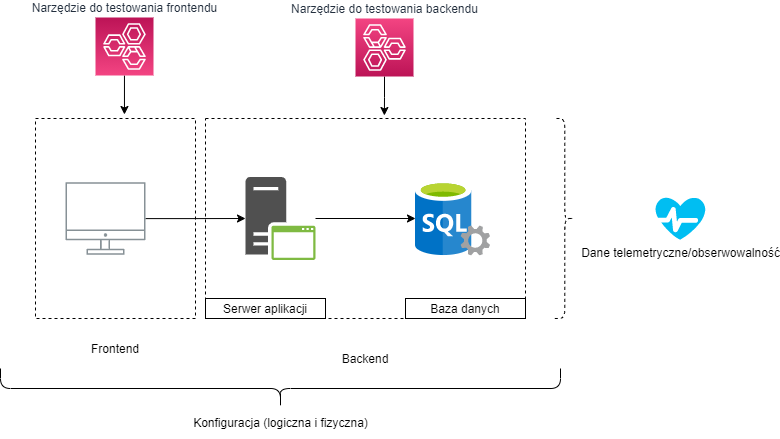 Narzędzie do testowania frontendu
Narzędzie do testowania backendu
SQL
Dane telemetryczne/obserwowalność
Serwer aplikacji
Baza danych
Frontend
Backend
Konfiguracja (logiczna i fizyczna)